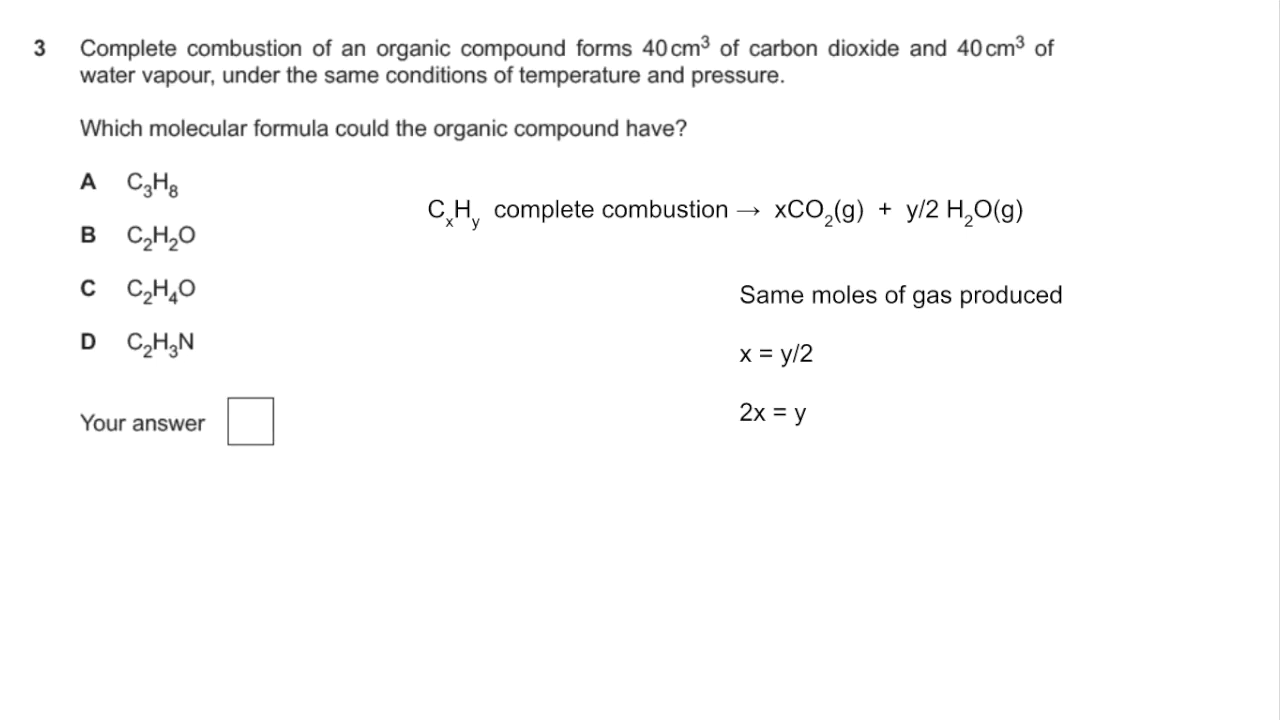 3 Complete combustion of an organic compound forms 40 cm³ of carbon dioxide and 40 cm³ of
water vapour, under the same conditions of temperature and pressure.
Which molecular formula could the organic compound have?
A C₃H₈
B C₂H₂O
C C₂H₄O
D C₂H₃N
Your answer
CₓHᵧ complete combustion → xCO₂(g) + y/2 H₂O(g)
Same moles of gas produced
x = y/2
2x = y